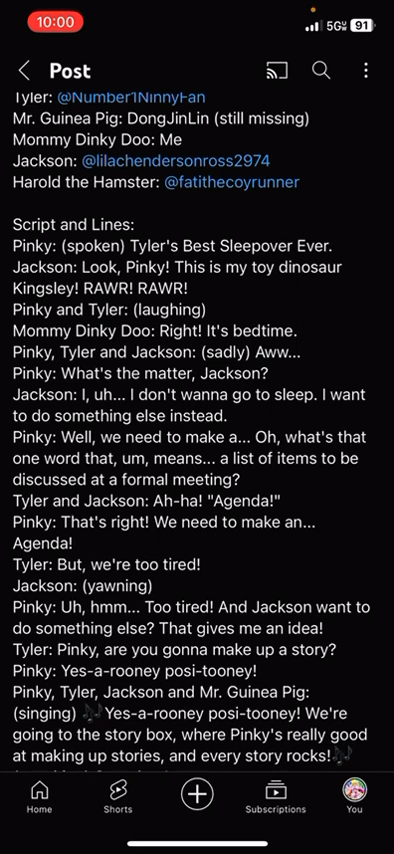 10:00
5G 91
Post
Tyler: @Number1NinnyFan
Mr. Guinea Pig: DongJinLin (still missing)
Mommy Dinky Doo: Me
Jackson: @lilachendersonross2974
Harold the Hamster: @fatithecoyrunner
Script and Lines:
Pinky: (spoken) Tyler's Best Sleepover Ever.
Jackson: Look, Pinky! This is my toy dinosaur
Kingsley! RAWR! RAWR!
Pinky and Tyler: (laughing)
Mommy Dinky Doo: Right! It's bedtime.
Pinky, Tyler and Jackson: (sadly) Aww...
Pinky: What's the matter, Jackson?
Jackson: I, uh... I don't wanna go to sleep. I want
to do something else instead.
Pinky: Well, we need to make a... Oh, what's that
one word that, um, means... a list of items to be
discussed at a formal meeting?
Tyler and Jackson: Ah-ha! "Agenda!"
Pinky: That's right! We need to make an...
Agenda!
Tyler: But, we're too tired!
Jackson: (yawning)
Pinky: Uh, hmm... Too tired! And Jackson want to
do something else? That gives me an idea!
Tyler: Pinky, are you gonna make up a story?
Pinky: Yes-a-rooney posi-tooney!
Pinky, Tyler, Jackson and Mr. Guinea Pig:
(singing) 🎶Yes-a-rooney posi-tooney! We're
going to the story box, where Pinky's really good
at making up stories, and every story rocks!🎶
Home
Shorts
Subscriptions
You